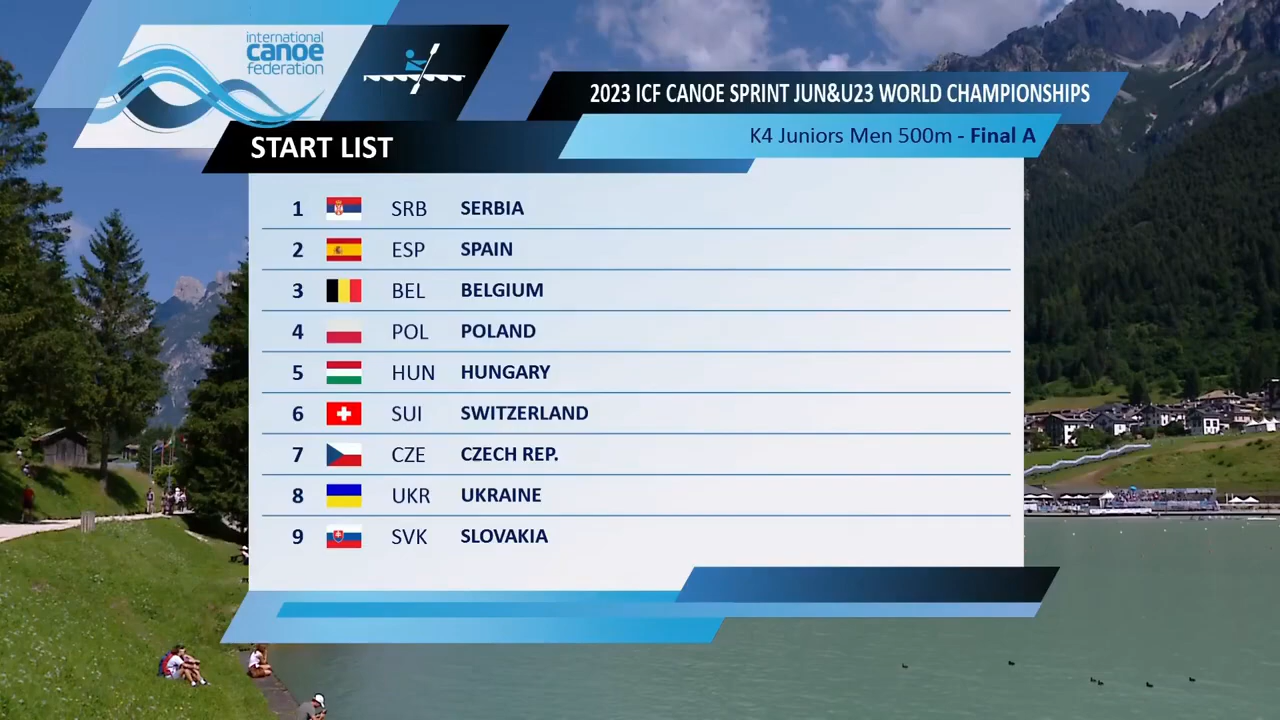 international
canoe
federation
2023 ICF CANOE SPRINT JUN&U23 WORLD CHAMPIONSHIPS
K4 Juniors Men 500m - Final A
START LIST
1 SRB SERBIA
2 ESP SPAIN
3 BEL BELGIUM
4 POL POLAND
5 HUN HUNGARY
6 SUI SWITZERLAND
7 CZE CZECH REP.
8 UKR UKRAINE
9 SVK SLOVAKIA